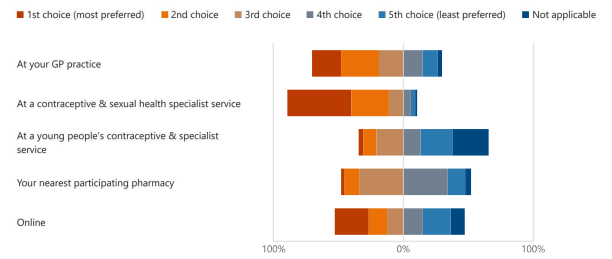 1st choice (most preferred) 2nd choice 3rd choice 4th choice 5th choice (least preferred) Not applicable
At your GP practice
At a contraceptive & sexual health specialist service
At a young people's contraceptive & specialist
service
Your nearest participating pharmacy
Online
100% 0% 100%